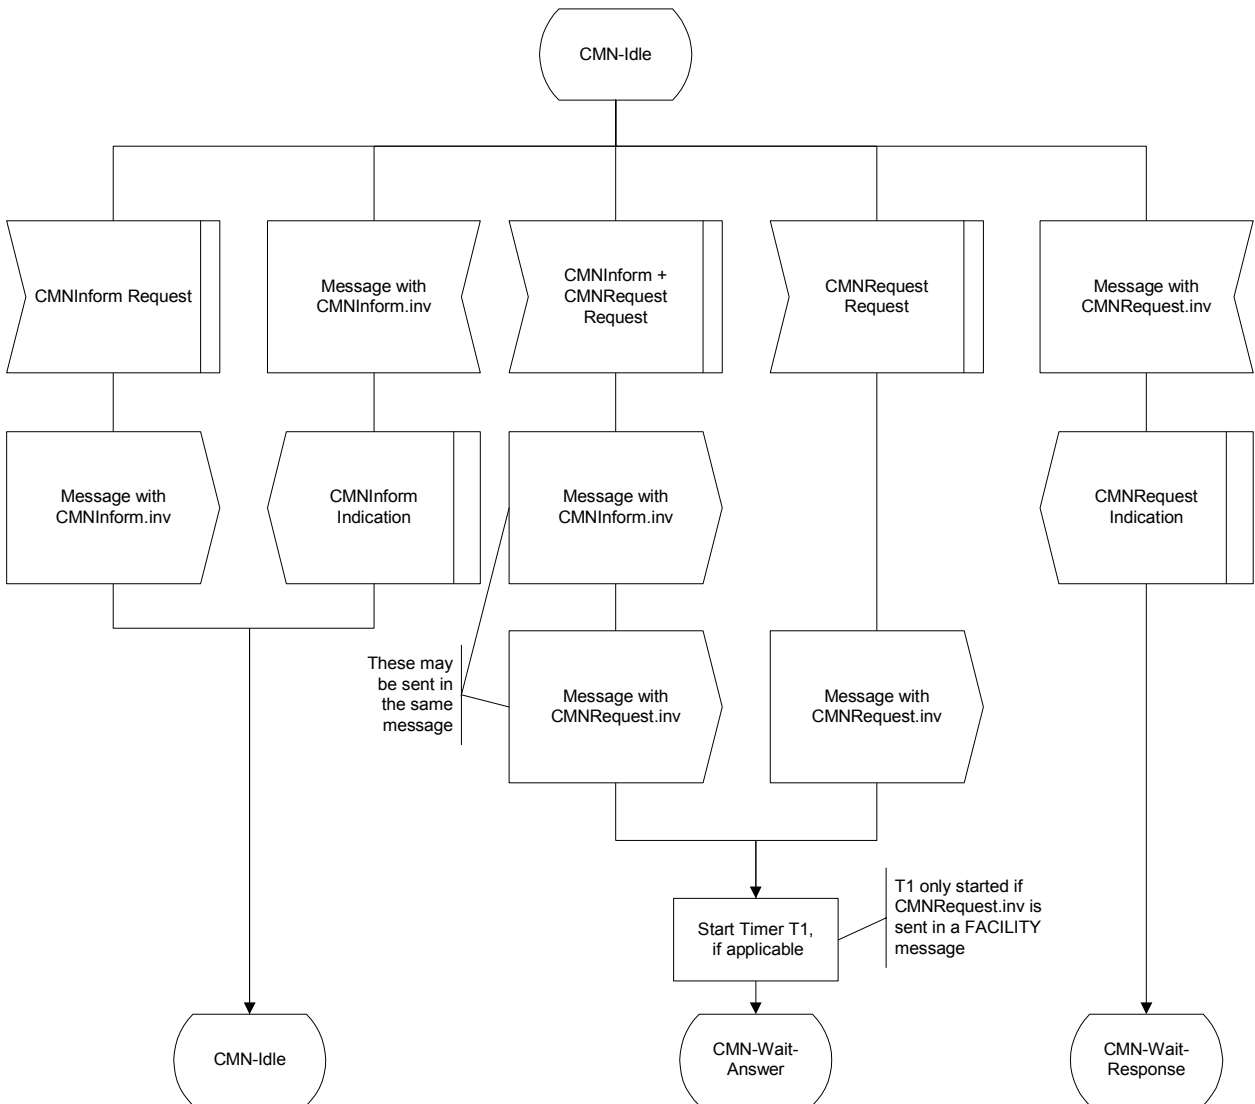 CMN-Idle
CMNInform Request
Message with
CMNInform.inv
CMNInform +
CMNRequest
Request
CMNRequest
Request
Message with
CMNRequest.inv
Message with
CMNInform.inv
CMNInform
Indication
Message with
CMNInform.inv
CMNRequest
Indication
These may
be sent in
the same
message
Message with
CMNRequest.inv
Message with
CMNRequest.inv
Start Timer T1,
if applicable
T1 only started if
CMNRequest.inv is
sent in a FACILITY
message
CMN-Idle
CMN-Wait-
Answer
CMN-Wait-
Response